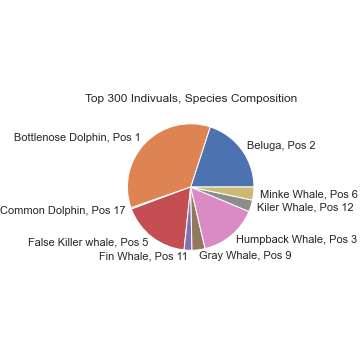 Top 300 Indivuals, Species Composition
Bottlenose Dolphin, Pos 1
Beluga, Pos 2
Minke Whale, Pos 6
Kiler Whale, Pos 12
Common Dolphin, Pos 17
Humpback Whale, Pos 3
False Killer whale, Pos 5
Fin Whale, Pos 11
Gray Whale, Pos 9